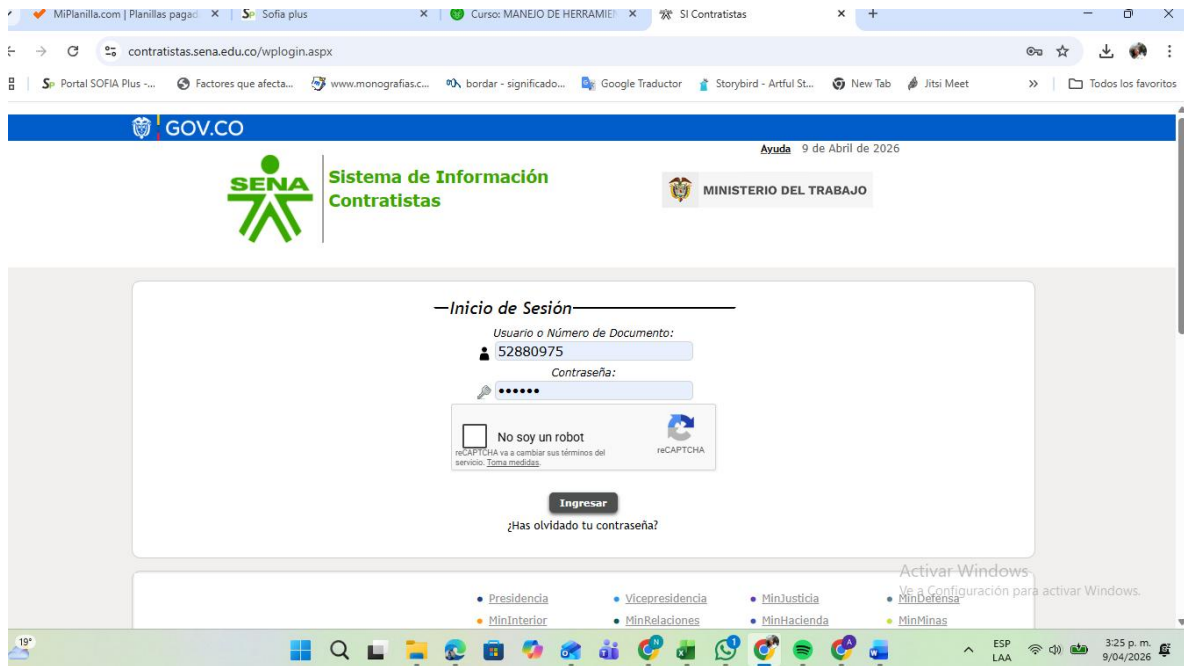 MiPlanilla.com | Planillas pagad
Sofia plus
Curso: MANEJO DE HERRAMIE
SI Contratistas
contratistas.sena.edu.co/wplogin.aspx
Portal SOFIA Plus -...
Factores que afecta...
www.monografias.c...
bordar - significado...
Google Traductor
Storybird - Artful St...
New Tab
Jitsi Meet
Todos los favoritos
GOV.CO
Ayuda 9 de Abril de 2026
SENA
Sistema de Información
Contratistas
MINISTERIO DEL TRABAJO
Inicio de Sesión
Usuario o Número de Documento:
52880975
Contraseña:
••••••
No soy un robot
reCAPTCHA va a cambiar sus términos del
servicio. Toma medidas.
reCAPTCHA
Ingresar
¿Has olvidado tu contraseña?
Activar Windows
Ve a Configuración para activar Windows.
Presidencia
Vicepresidencia
MinJusticia
MinDefensa
MinInterior
MinRelaciones
MinHacienda
MinMinas
19°
ESP
LAA
3:25 p. m.
9/04/2026